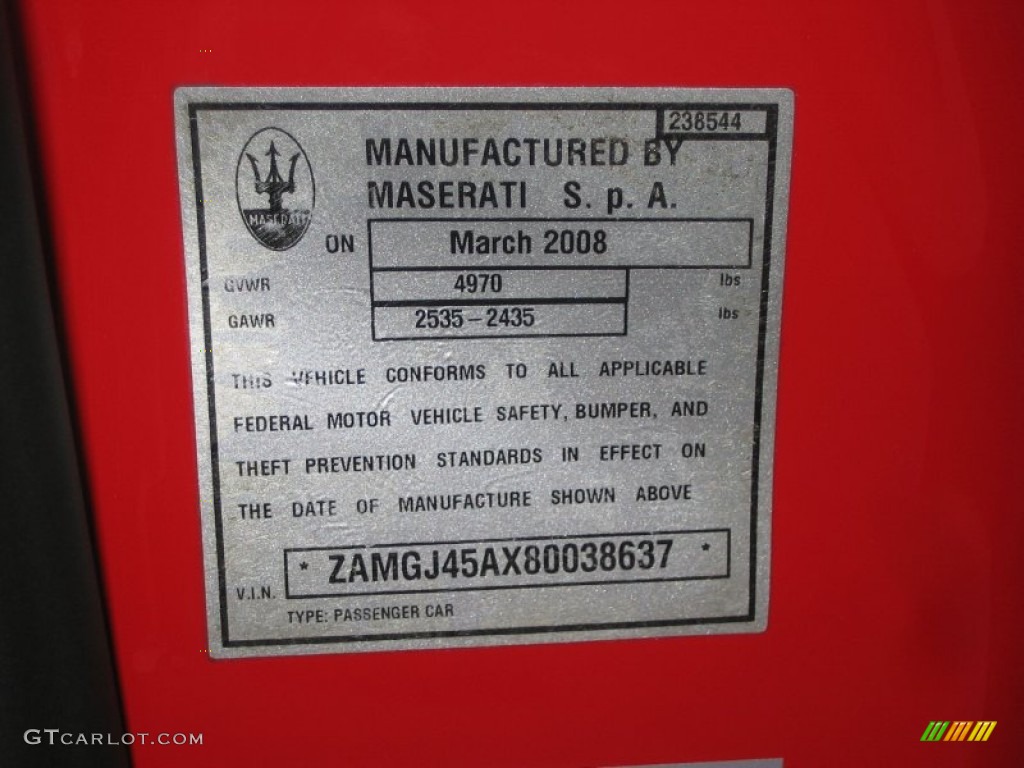 238544
MANUFACTURED BY
MASERATI S. p. A.
MASERATI
ON March 2008
GVWR 4970 lbs
GAWR 2535-2435 lbs
THIS VEHICLE CONFORMS TO ALL APPLICABLE
FEDERAL MOTOR VEHICLE SAFETY, BUMPER, AND
THEFT PREVENTION STANDARDS IN EFFECT ON
THE DATE OF MANUFACTURE SHOWN ABOVE
V.I.N. * ZAMGJ45AX80038637 *
TYPE: PASSENGER CAR
GTCARLOT.COM